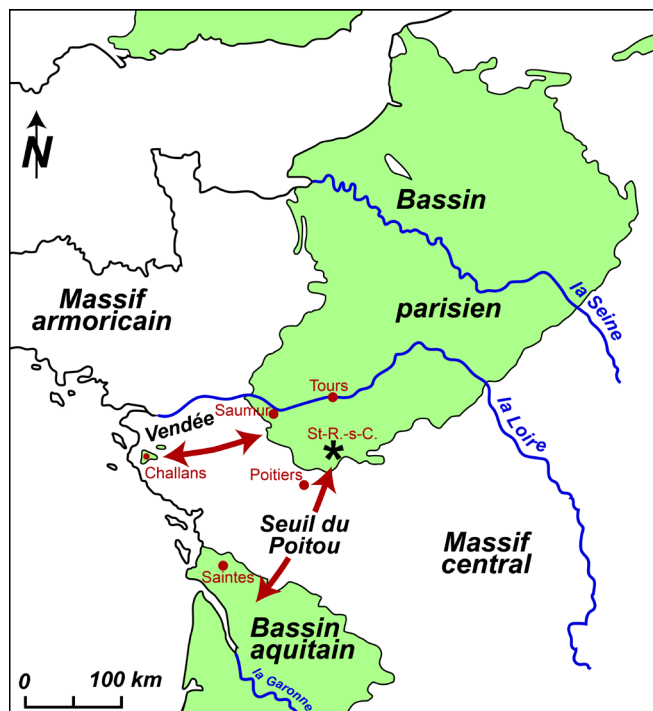 N
Bassin
la Seine
Massif
armoricain
parisien
Tours
Saumur
Vendée
St-R.-s-C.
la Loire
Challans
Poitiers
Seuil du
Poitou
Massif
central
Saintes
Bassin
aquitain
la Garonne
0 100 km